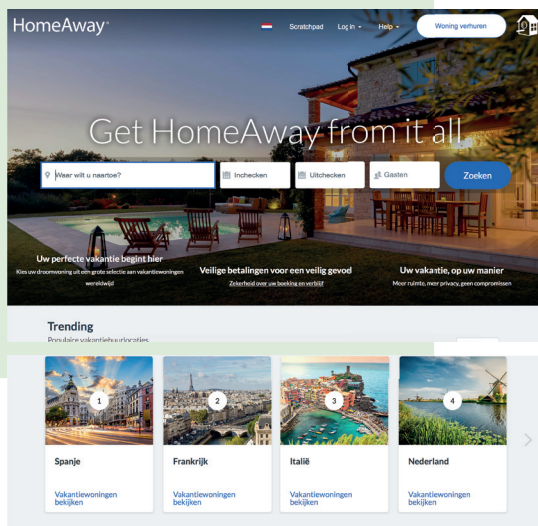 HomeAway
Scratchpad Log in Help Woning verhuren
Get HomeAway from it all
Waar wilt u naartoe? Inchecken Uitchecken Gasten Zoeken
Uw perfecte vakantie begint hier
Kies uw droomwoning uit een grote selectie aan vakantiewoningen
wereldwijd
Veilige betalingen voor een veilig gevoel
Zekerheid over uw boeking en verblijf
Uw vakantie, op uw manier
Meer ruimte, meer privacy, geen compromissen
Trending
Populaire vakantiehuurlocaties
1 2 3 4
Spanje Frankrijk Italië Nederland
Vakantiewoningen Vakantiewoningen Vakantiewoningen Vakantiewoningen
bekijken bekijken bekijken bekijken